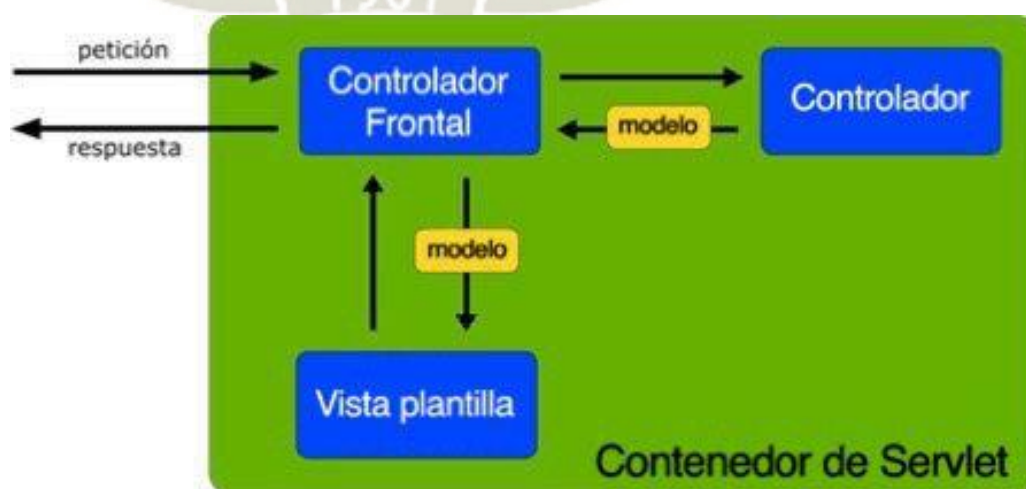 petición
respuesta
Controlador
Frontal
modelo
Controlador
modelo
Vista plantilla
Contenedor de Servlet